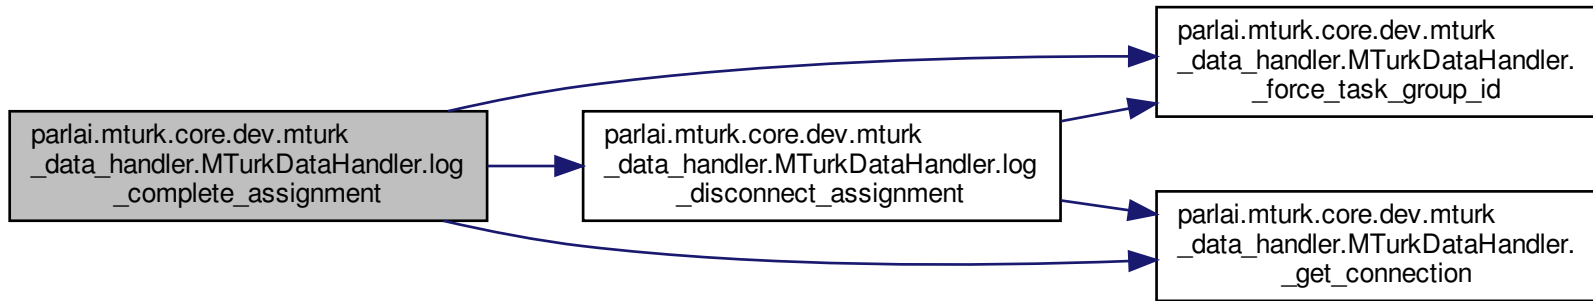 parlai.mturk.core.dev.mturk
_data_handler.MTurkDataHandler.log
_complete_assignment
parlai.mturk.core.dev.mturk
_data_handler.MTurkDataHandler.log
_disconnect_assignment
parlai.mturk.core.dev.mturk
_data_handler.MTurkDataHandler.
_force_task_group_id
parlai.mturk.core.dev.mturk
_data_handler.MTurkDataHandler.
_get_connection